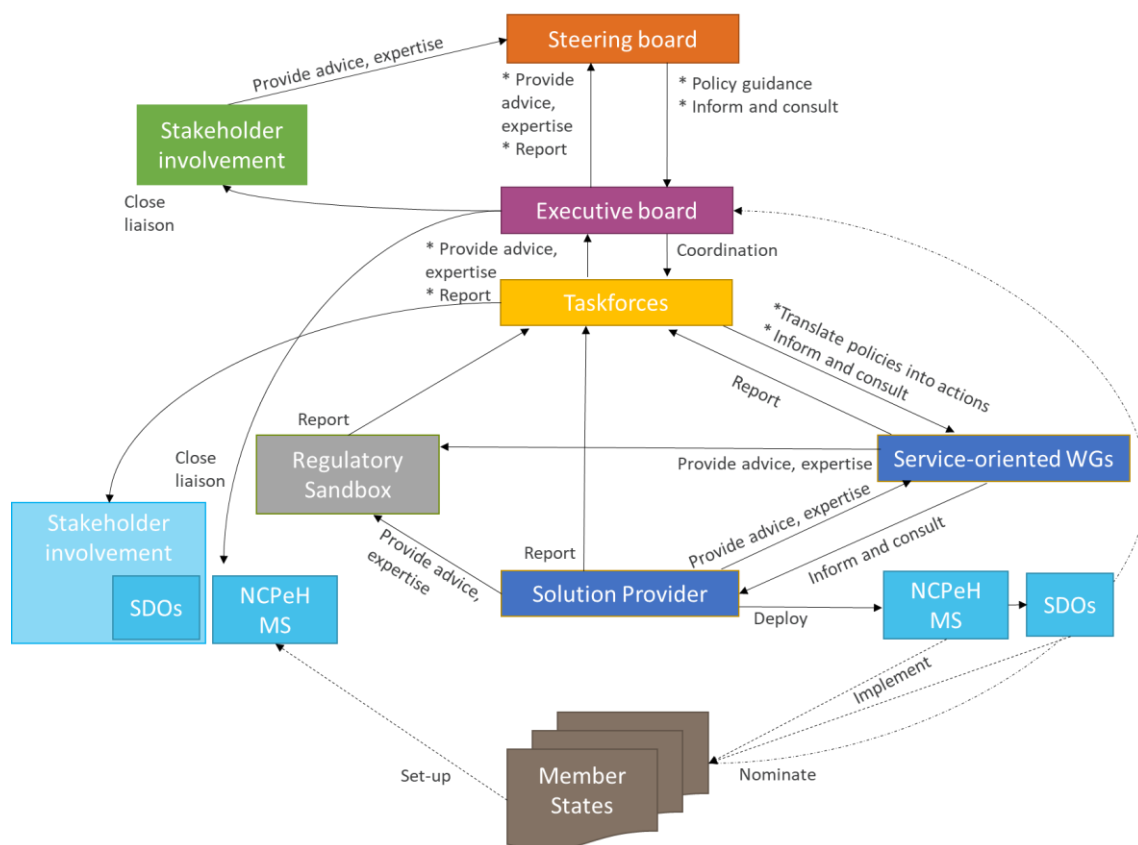 Steering board
Provide advice, expertise
* Provide
advice,
expertise
* Report
* Policy guidance
* Inform and consult
Stakeholder
involvement
Close
liaison
Executive board
* Provide advice,
expertise
* Report
Coordination
Taskforces
*Translate policies into actions
* Inform and consult
Report
Report
Close
liaison
Regulatory
Sandbox
Provide advice, expertise
Service-oriented WGs
Stakeholder
involvement
SDOs
NCPeH
MS
Provide advice,
expertise
Report
Provide advice, expertise
Inform and consult
Solution Provider
Deploy
NCPeH
MS
SDOs
Implement
Set-up
Member
States
Nominate